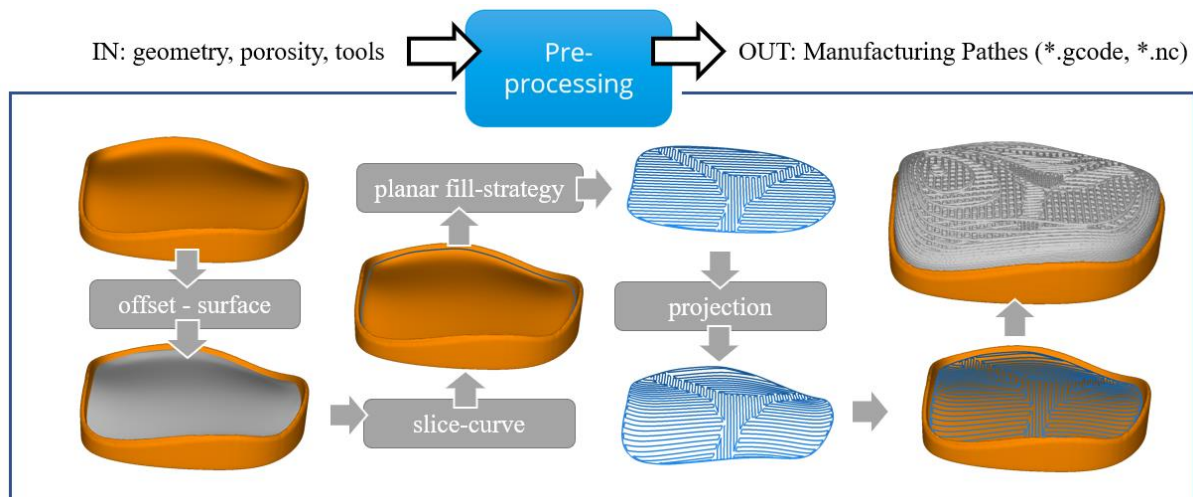 IN: geometry, porosity, tools
Pre-
processing
OUT: Manufacturing Pathes (*.gcode, *.nc)
planar fill-strategy
offset - surface
projection
slice-curve